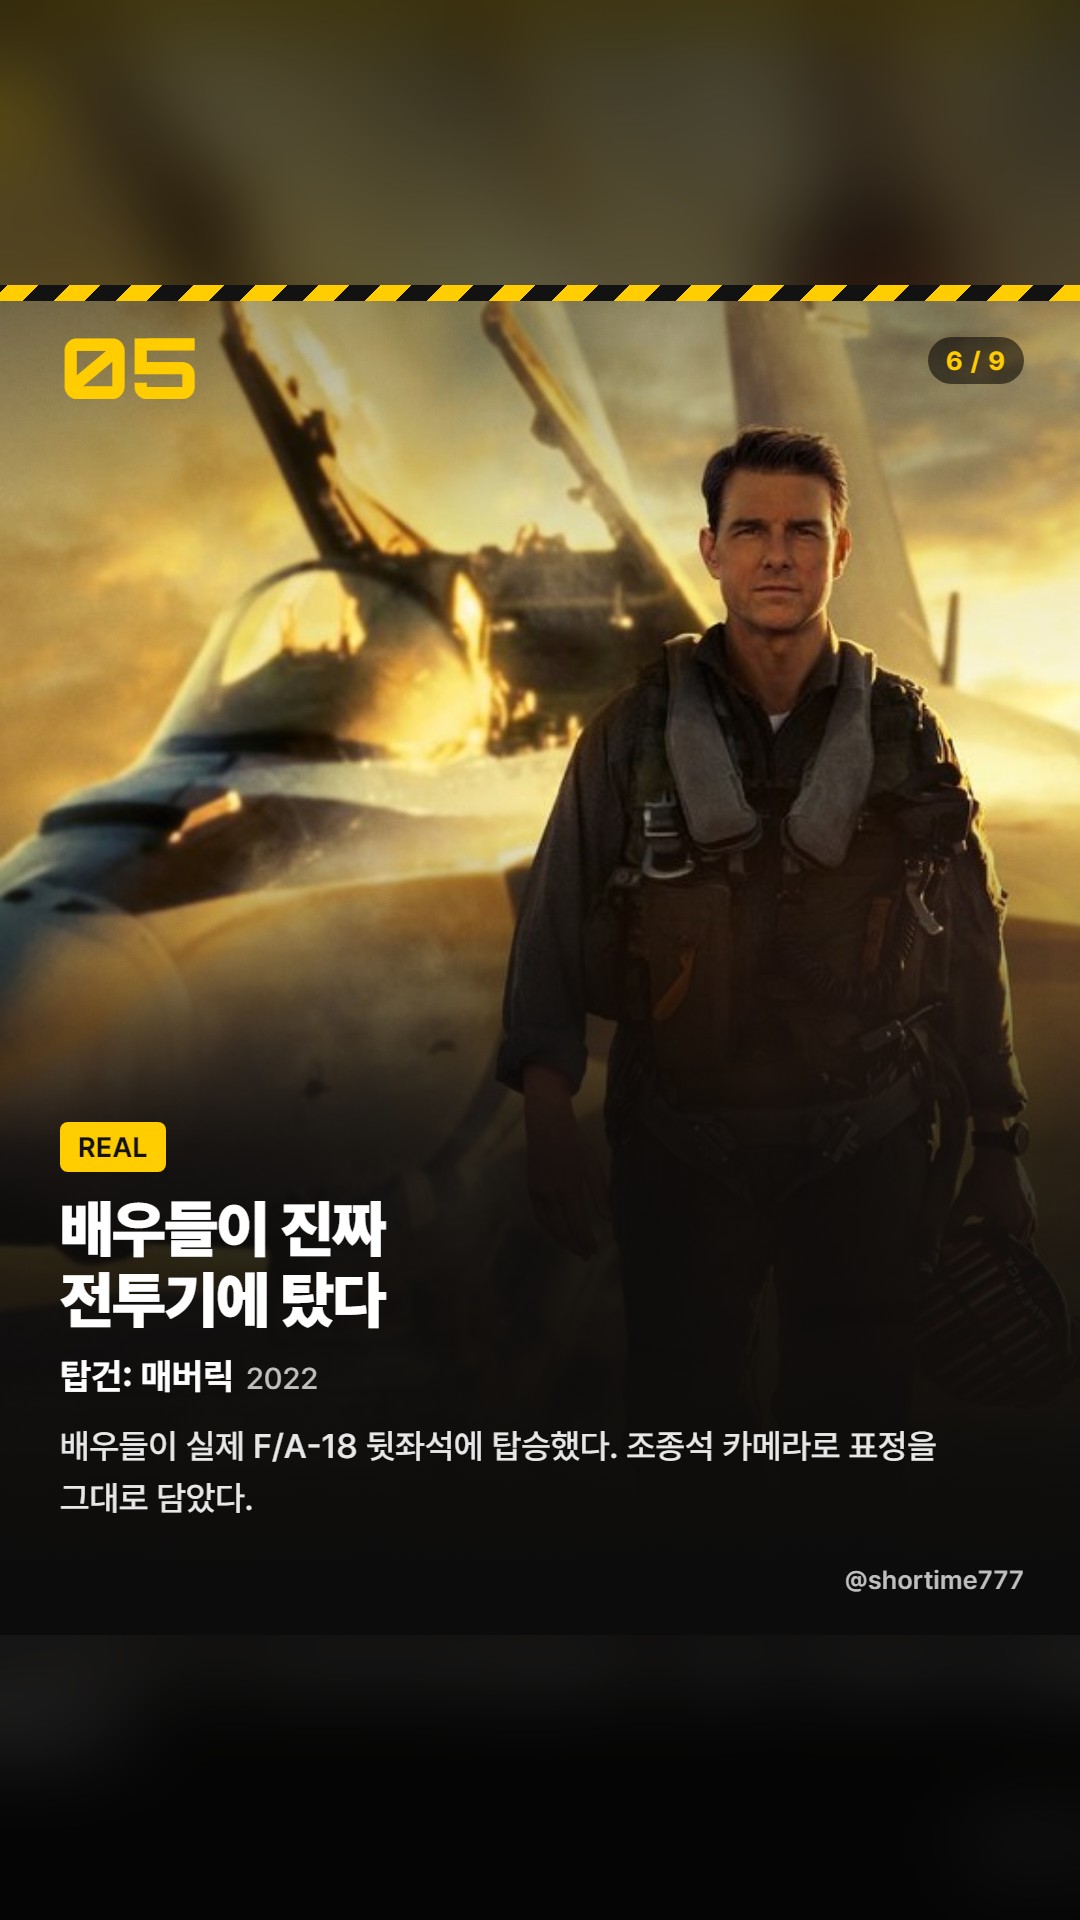 05
6 / 9
REAL
배우들이 진짜
전투기에 탔다
탑건: 매버릭 2022
배우들이 실제 F/A-18 뒷좌석에 탑승했다. 조종석 카메라로 표정을
그대로 담았다.
@shortime777